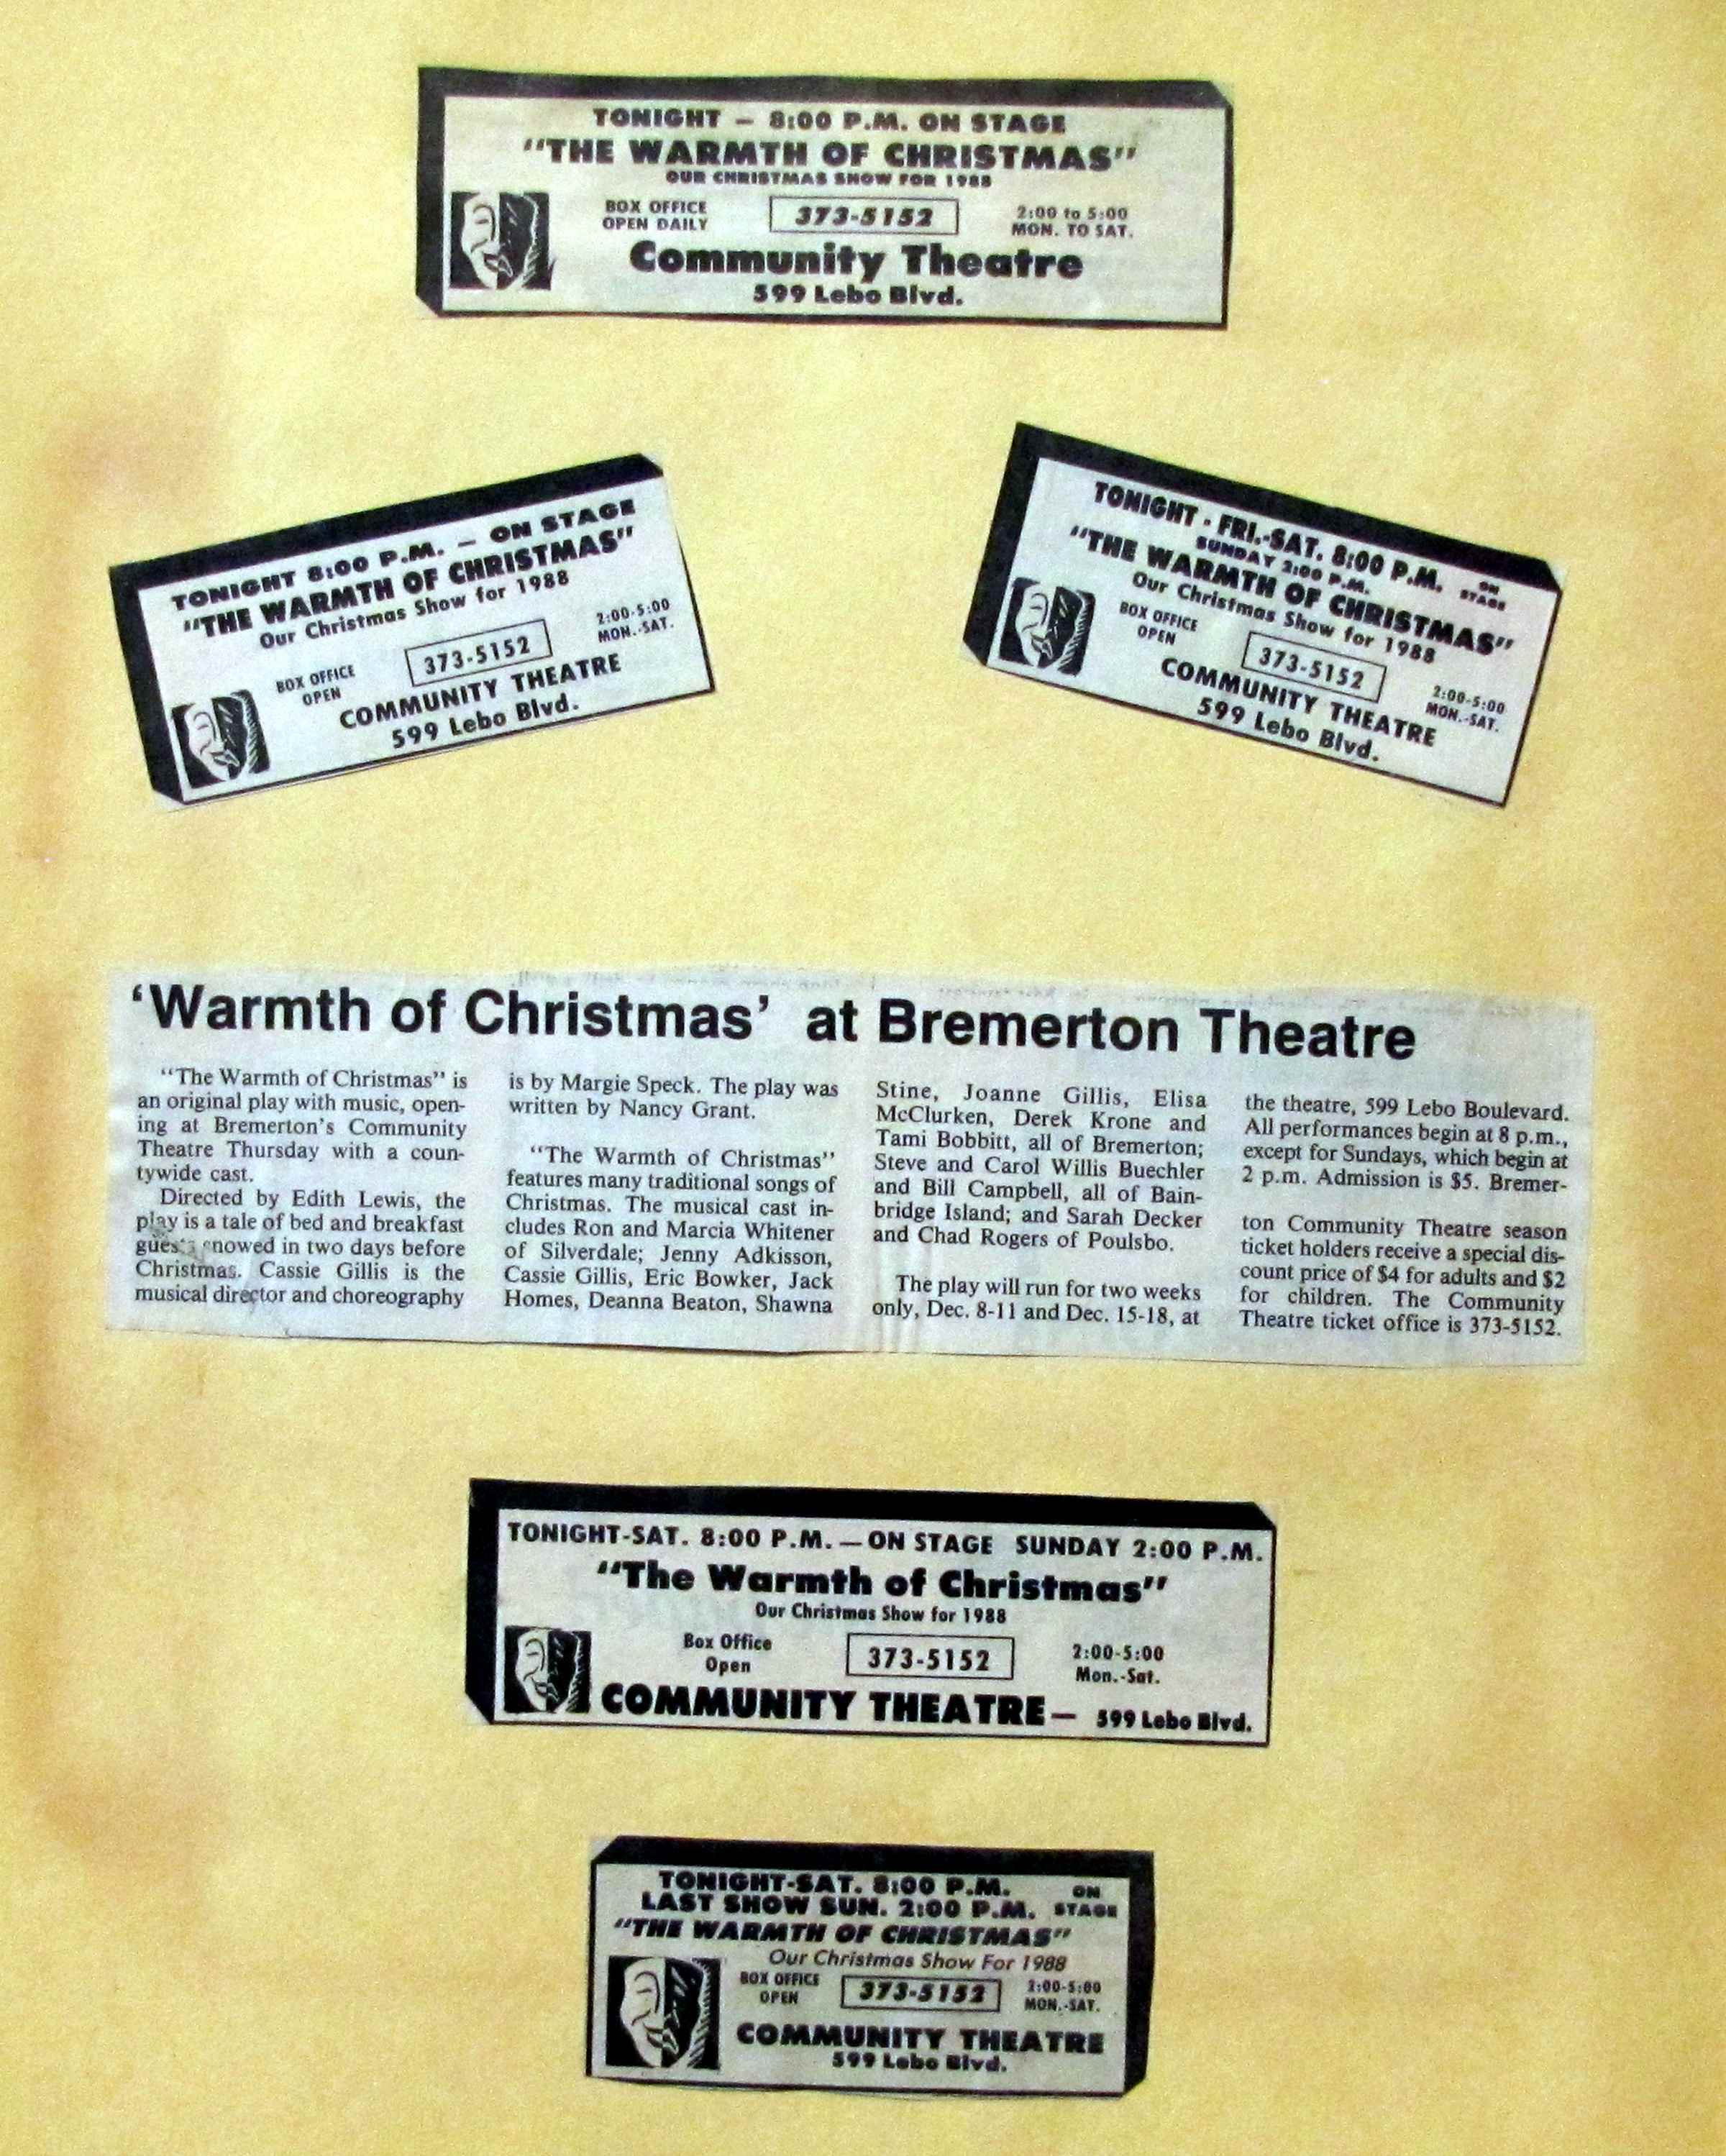 TONIGHT – 8:00 P.M. ON STAGE
"THE WARMTH OF CHRISTMAS"
OUR CHRISTMAS SHOW FOR 1988
BOX OFFICE
OPEN DAILY
373-5152
2:00 to 5:00
MON. TO SAT.
Community Theatre
599 Lebo Blvd.
TONIGHT 8:00 P.M. – ON STAGE
"THE WARMTH OF CHRISTMAS"
Our Christmas Show for 1988
BOX OFFICE
OPEN
373-5152
2:00-5:00
MON.-SAT.
COMMUNITY THEATRE
599 Lebo Blvd.
TONIGHT - FRI.-SAT. 8:00 P.M. ON
STAGE
SUNDAY 2:00 P.M.
"THE WARMTH OF CHRISTMAS"
Our Christmas Show for 1988
BOX OFFICE
OPEN
373-5152
2:00-5:00
MON.-SAT.
COMMUNITY THEATRE
599 Lebo Blvd.
'Warmth of Christmas' at Bremerton Theatre
"The Warmth of Christmas" is
an original play with music, open-
ing at Bremerton's Community
Theatre Thursday with a coun-
tywide cast.
Directed by Edith Lewis, the
play is a tale of bed and breakfast
in two days before
Christmas. Cassie Gillis is the
musical director and choreography
is by Margie Speck. The play was
written by Nancy Grant.
"The Warmth of Christmas"
features many traditional songs of
Christmas. The musical cast in-
cludes Ron and Marcia Whitener
of Silverdale; Jenny Adkisson,
Cassie Gillis, Eric Bowker, Jack
Homes, Deanna Beaton, Shawna
Stine, Joanne Gillis, Elisa
McClurken, Derek Krone and
Tami Bobbitt, all of Bremerton;
Steve and Carol Willis Buechler
and Bill Campbell, all of Bain-
bridge Island; and Sarah Decker
and Chad Rogers of Poulsbo.
The play will run for two weeks
only, Dec. 8-11 and Dec. 15-18, at
the theatre, 599 Lebo Boulevard.
All performances begin at 8 p.m.,
except for Sundays, which begin at
2 p.m. Admission is $5. Bremer-
ton Community Theatre season
ticket holders receive a special dis-
count price of $4 for adults and $2
for children. The Community
Theatre ticket office is 373-5152.
TONIGHT-SAT. 8:00 P.M. — ON STAGE SUNDAY 2:00 P.M.
"The Warmth of Christmas"
Our Christmas Show for 1988
Box Office
Open
373-5152
2:00-5:00
Mon.-Sat.
COMMUNITY THEATRE – 599 Lebo Blvd.
TONIGHT-SAT. 8:00 P.M. ON
LAST SHOW SUN. 2:00 P.M. STAGE
"THE WARMTH OF CHRISTMAS"
Our Christmas Show For 1988
BOX OFFICE
OPEN
373-5152
2:00-5:00
MON.-SAT.
COMMUNITY THEATRE
599 Lebo Blvd.